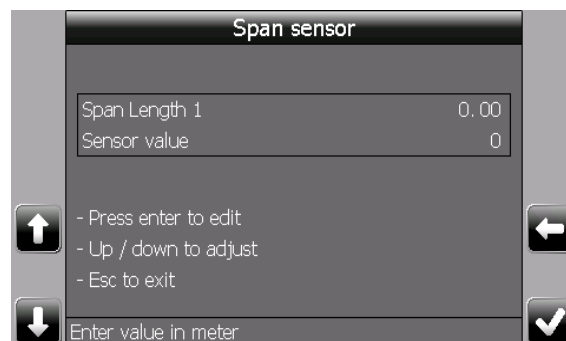 Span sensor
Span Length 1 0.00
Sensor value 0
- Press enter to edit
- Up / down to adjust
- Esc to exit
Enter value in meter